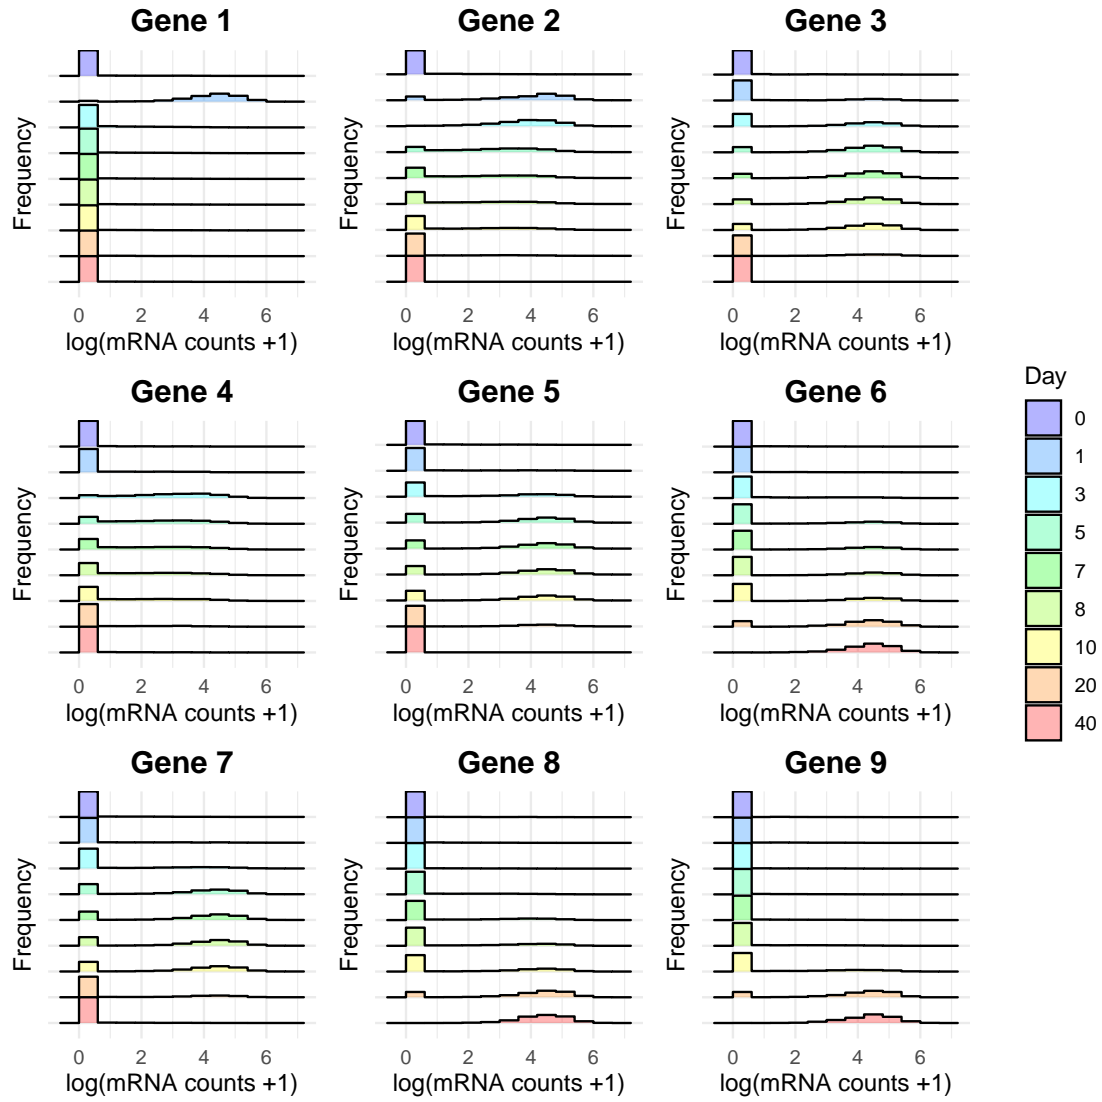 Gene 1 Gene 2 Gene 3
Frequency Frequency Frequency
0 2 4 6 0 2 4 6 0 2 4 6
log(mRNA counts +1) log(mRNA counts +1) log(mRNA counts +1)
Gene 4 Gene 5 Gene 6
Frequency Frequency Frequency
0 2 4 6 0 2 4 6 0 2 4 6
log(mRNA counts +1) log(mRNA counts +1) log(mRNA counts +1)
Gene 7 Gene 8 Gene 9
Frequency Frequency Frequency
0 2 4 6 0 2 4 6 0 2 4 6
log(mRNA counts +1) log(mRNA counts +1) log(mRNA counts +1)
Day
0
1
3
5
7
8
10
20
40